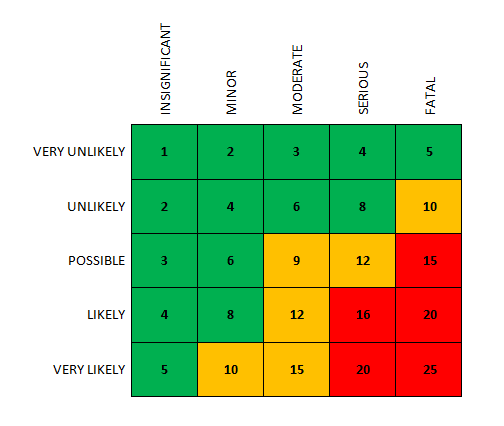 INSIGNIFICANT MINOR MODERATE SERIOUS FATAL
VERY UNLIKELY 1 2 3 4 5
UNLIKELY 2 4 6 8 10
POSSIBLE 3 6 9 12 15
LIKELY 4 8 12 16 20
VERY LIKELY 5 10 15 20 25